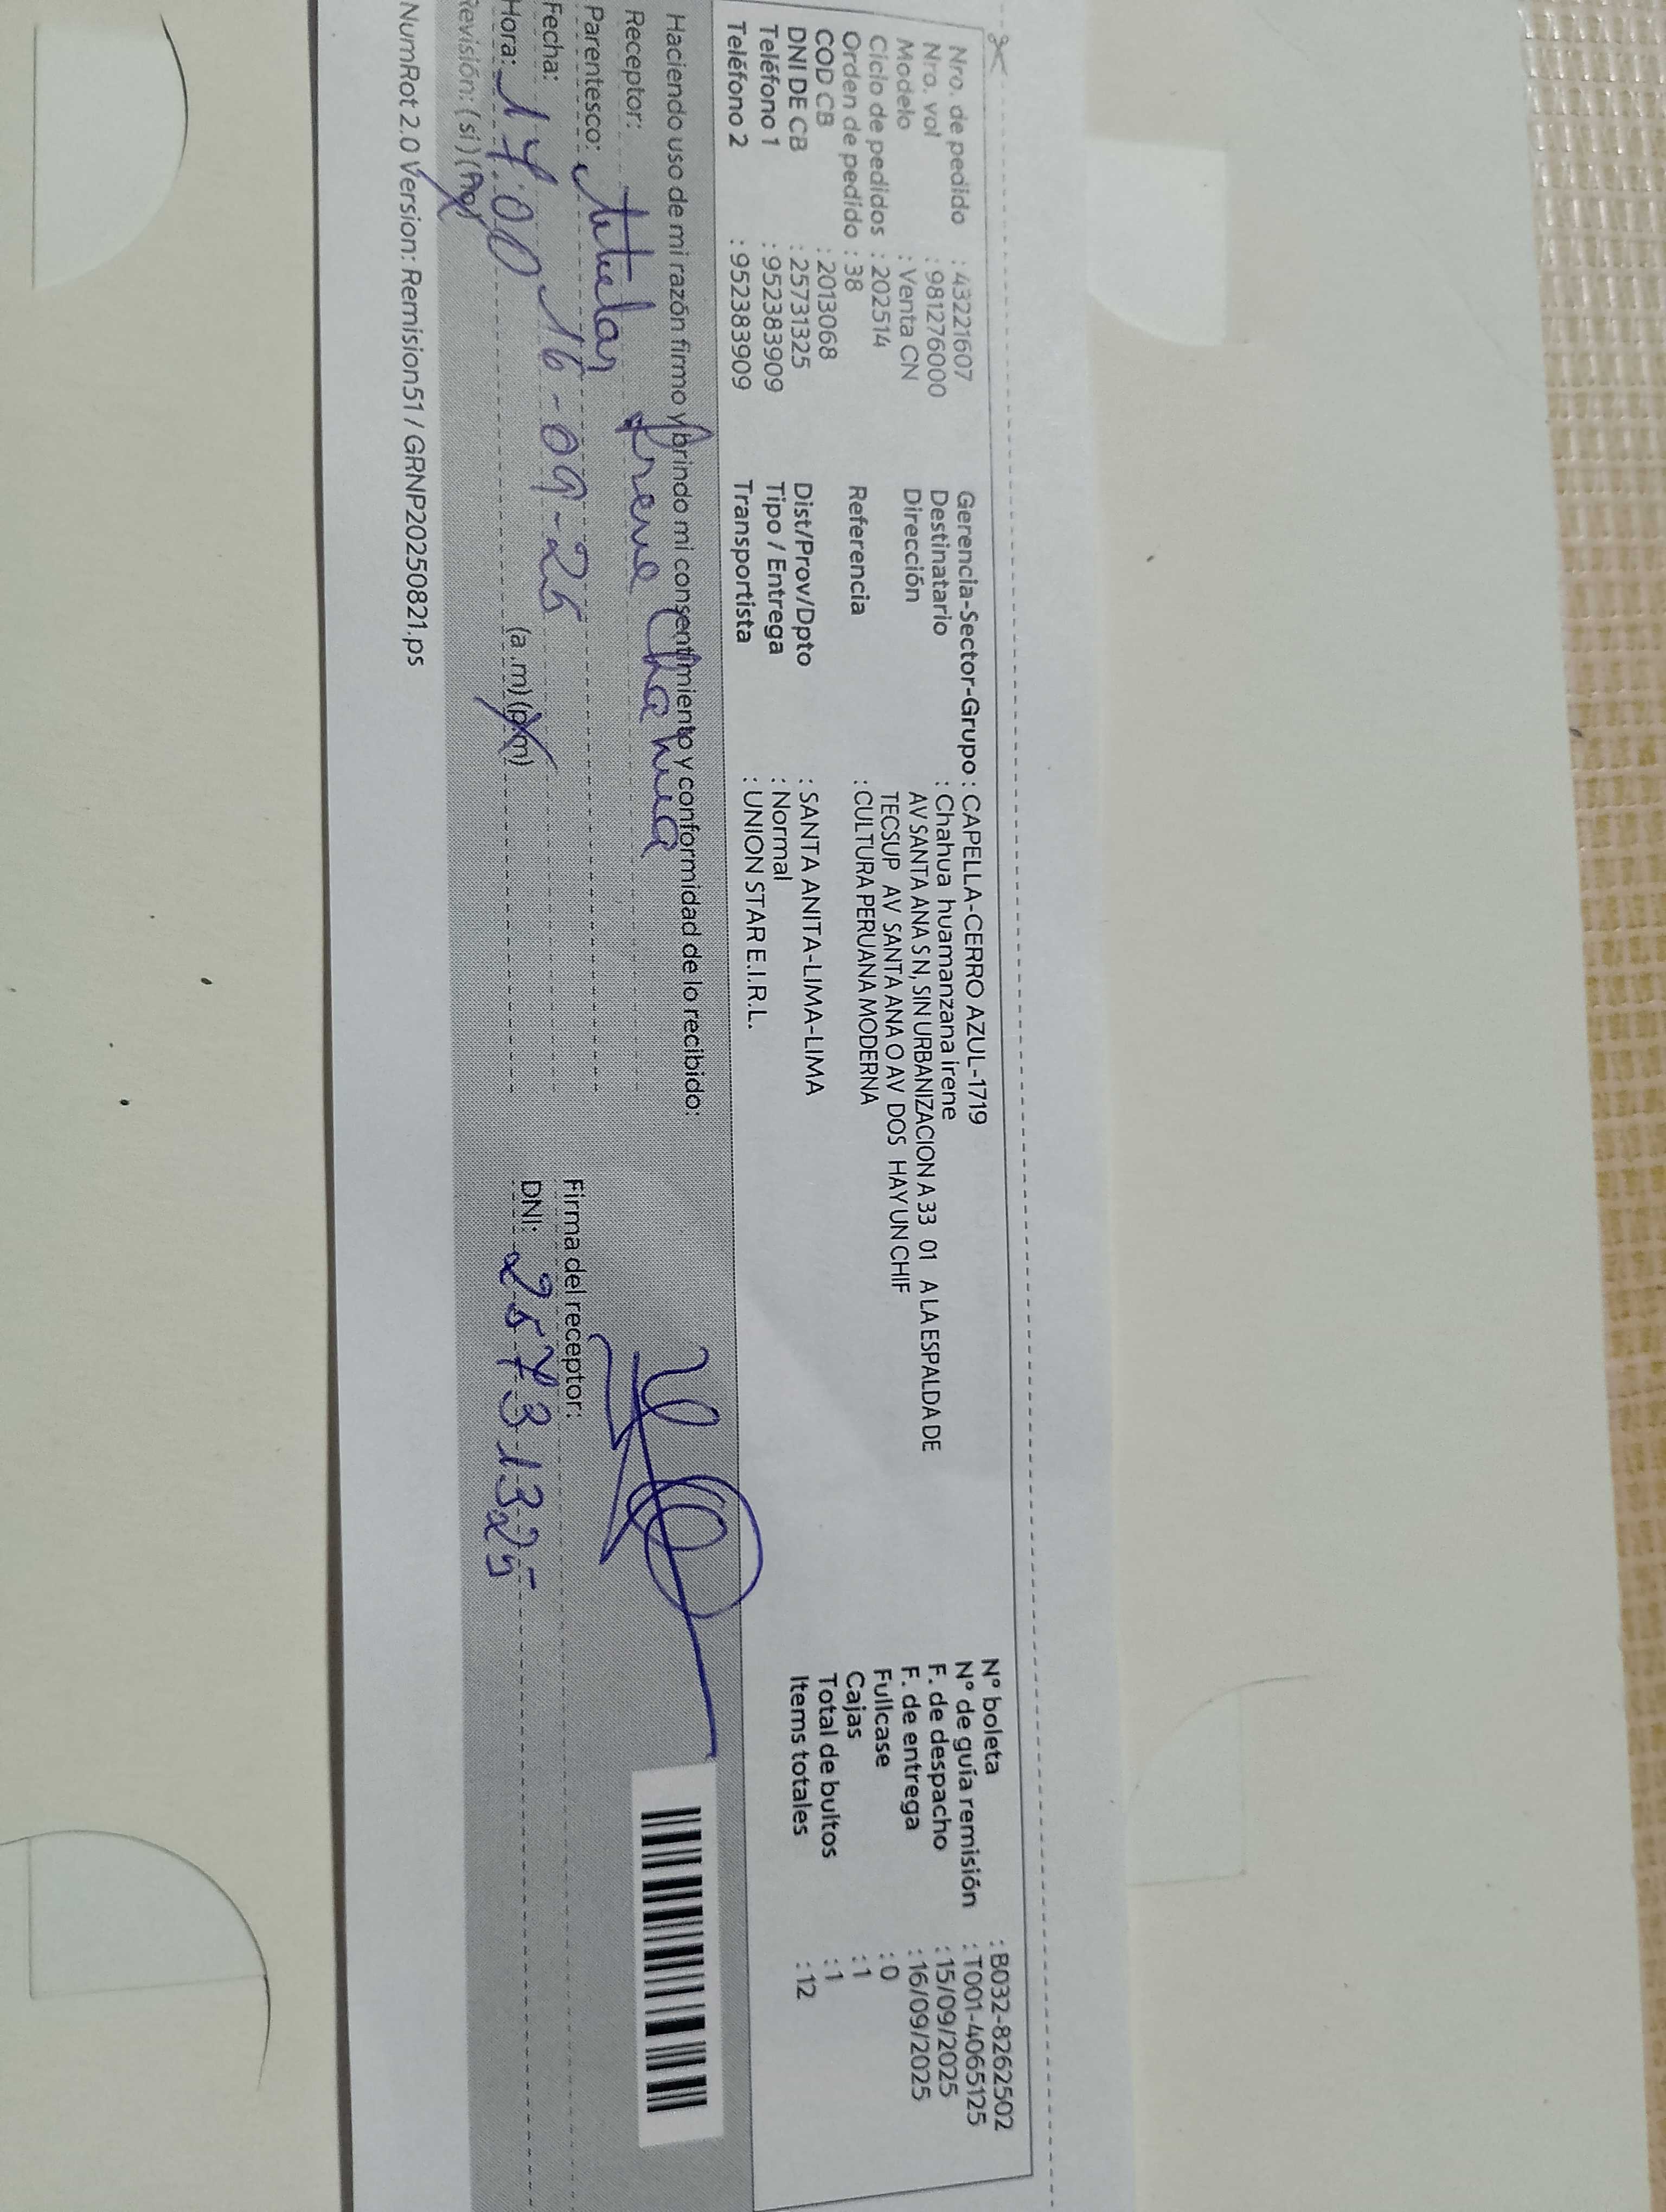 Nro. de pedido : 43221607
Nro. vol : 981276000
Modelo : Venta CN
Ciclo de pedidos : 202514
Orden de pedido : 38
COD CB : 2013068
DNI DE CB : 25731325
Teléfono 1 : 952383909
Teléfono 2 : 952383909
Gerencia-Sector-Grupo : CAPELLA-CERRO AZUL-1719
Destinatario : Chahua huamanzana irene
Dirección AV SANTA ANA S N, SIN URBANIZACION A 33 01 A LA ESPALDA DE
TECSUP AV SANTA ANA O AV DOS HAY UN CHIF
Referencia : CULTURA PERUANA MODERNA
Dist/Prov/Dpto : SANTA ANITA-LIMA-LIMA
Tipo / Entrega : Normal
Transportista : UNION STAR E.I.R.L.
N° boleta : B032-8262502
N° de guía remisión : T001-4065125
F. de despacho : 15/09/2025
F. de entrega : 16/09/2025
Fullcase : 0
Cajas : 1
Total de bultos : 1
Items totales : 12
Haciendo uso de mi razón firmo y brindo mi consentimiento y conformidad de lo recibido:
Receptor: Irene Chahua
Parentesco: titular
Fecha: 16-09-25
Hora: 17:00 (a .m) (p.m)
Revisión: (si) (no)
Firma del receptor:
DNI: 25731325
NumRot 2.0 Version: Remision51 / GRNP20250821.ps